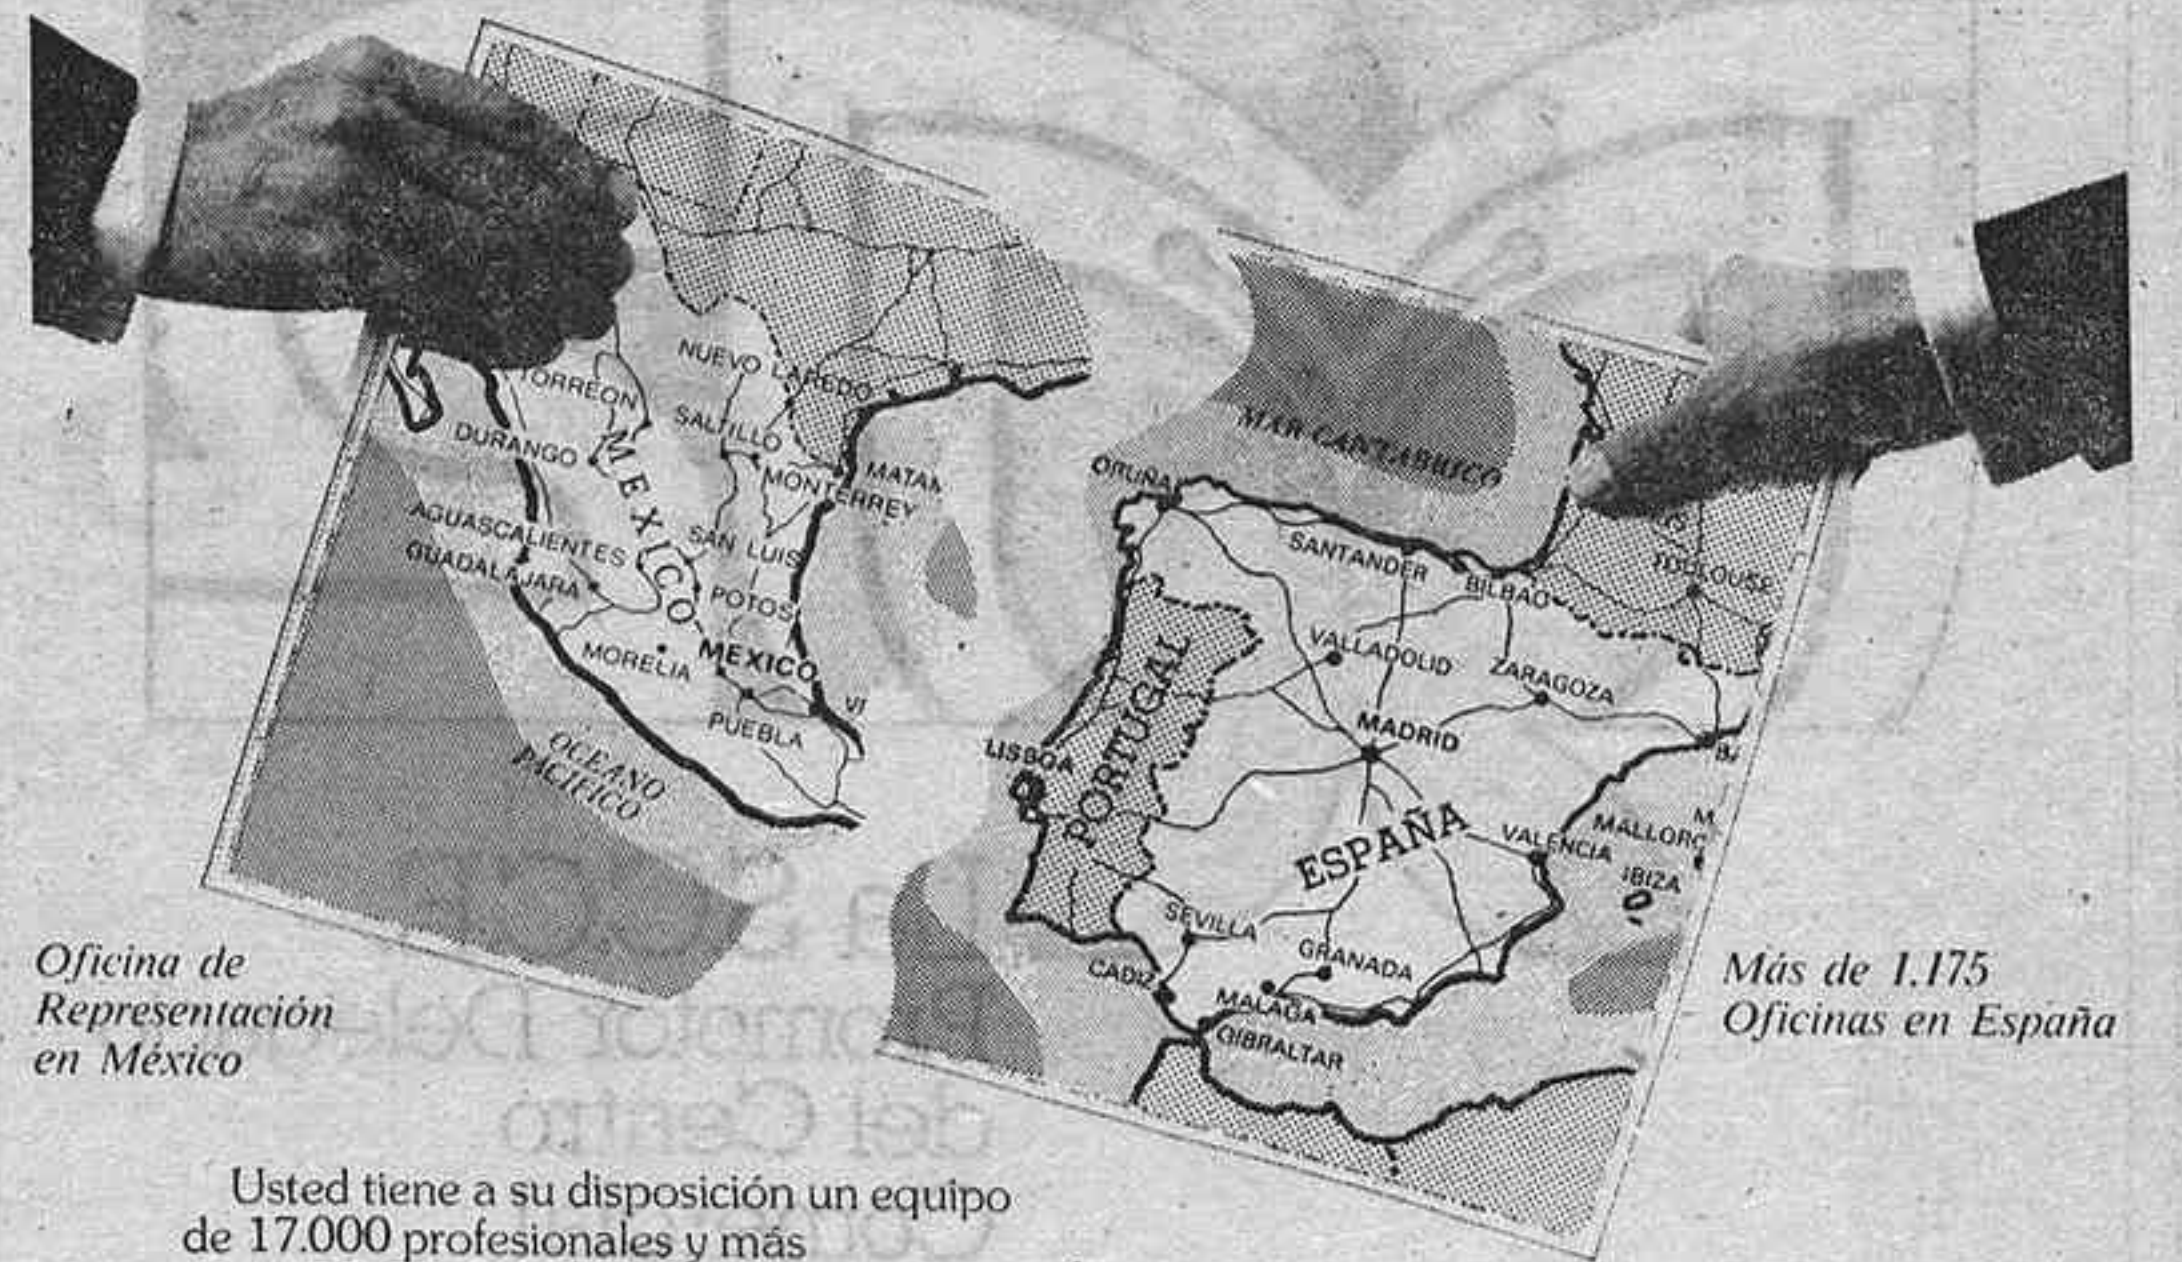 NUEVO LAREDO
TORREON
SALTILLO
DURANGO
MATAM
MONTERREY
MEXICO
AGUASCALIENTES
SAN LUIS
GUADALAJARA
POTOSI
MORELIA
MEXICO
PUEBLA
OCEANO
PACIFICO
MAR CANTABRICO
ORUÑA
SANTANDER
BILBAO
TOULOUSE
VALLADOLID
ZARAGOZA
PORTUGAL
MADRID
LISBOA
ESPAÑA
VALENCIA
MALLORC
IBIZA
SEVILLA
GRANADA
CADIZ
MALAGA
GIBRALTAR
Oficina de
Representación
en México
Más de 1.175
Oficinas en España
Usted tiene a su disposición un equipo
de 17.000 profesionales y más